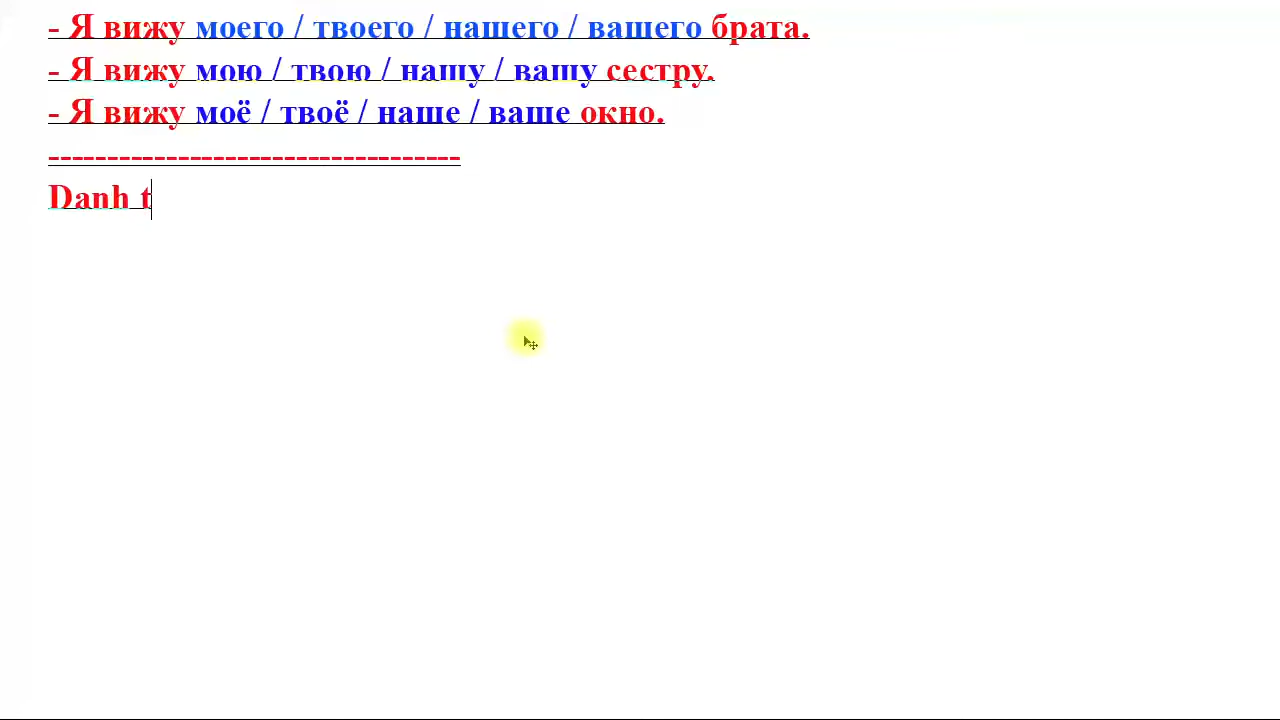 - Я вижу моего / твоего / нашего / вашего брата.
- Я вижу мою / твою / нашу / вашу сестру.
- Я вижу моё / твоё / наше / ваше окно.
-----------------------------------
Danh t